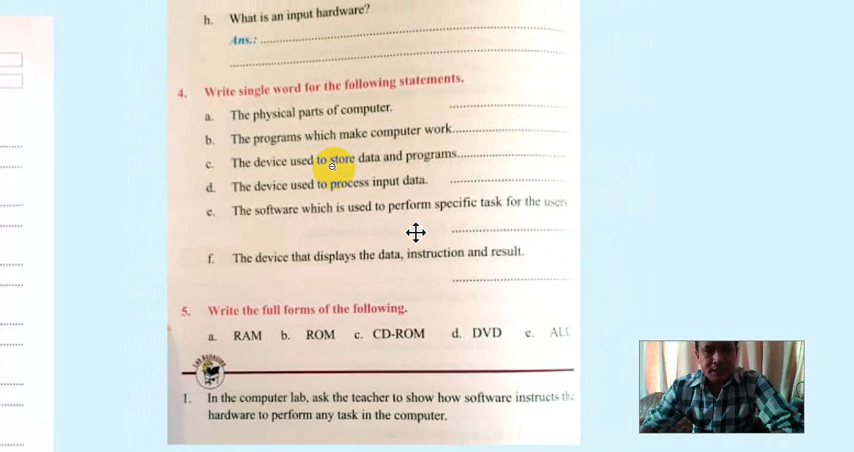 h. What is an input hardware?
Ans.:
4. Write single word for the following statements.
a. The physical parts of computer.
b. The programs which make computer work
c. The device used to store data and programs
d. The device used to process input data.
e. The software which is used to perform specific task for the users
f. The device that displays the data, instruction and result.
5. Write the full forms of the following.
a. RAM b. ROM c. CD-ROM d. DVD e. ALU
1. In the computer lab, ask the teacher to show how software instructs the
hardware to perform any task in the computer.